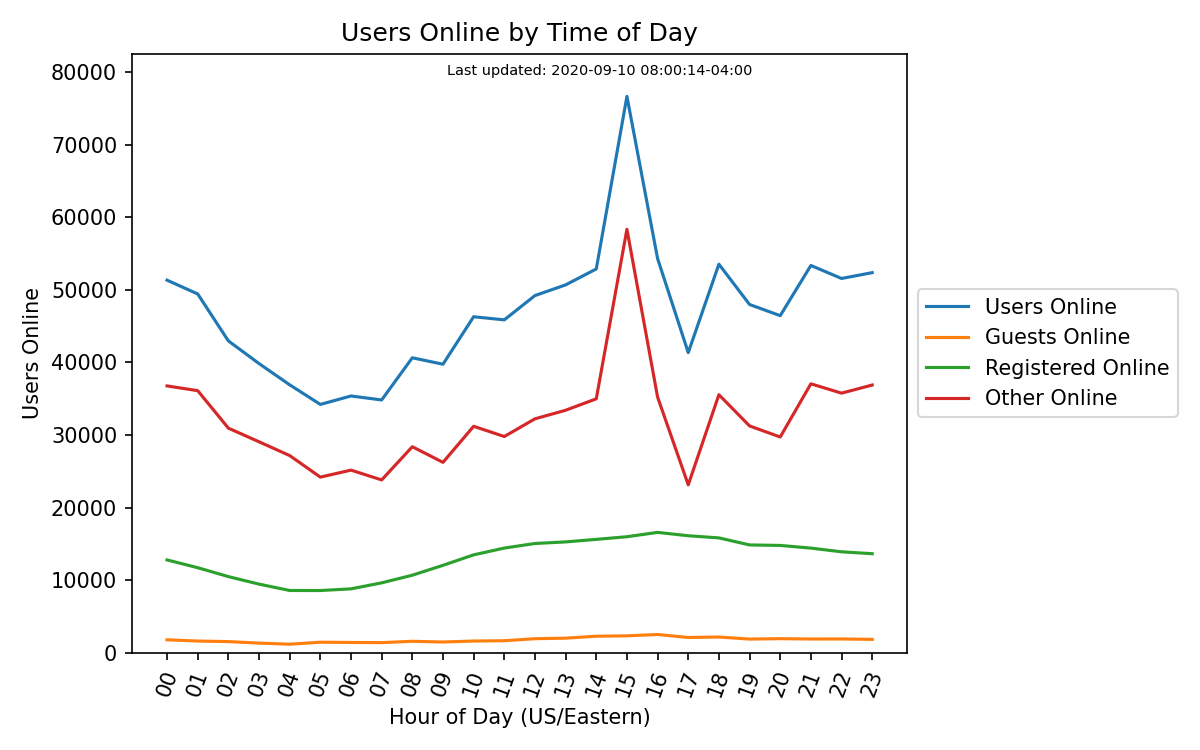 Users Online by Time of Day
Last updated: 2020-09-10 08:00:14-04:00
80000
70000
60000
50000
40000
30000
20000
10000
0
Users Online
00 01 02 03 04 05 06 07 08 09 10 11 12 13 14 15 16 17 18 19 20 21 22 23
Hour of Day (US/Eastern)
Users Online
Guests Online
Registered Online
Other Online